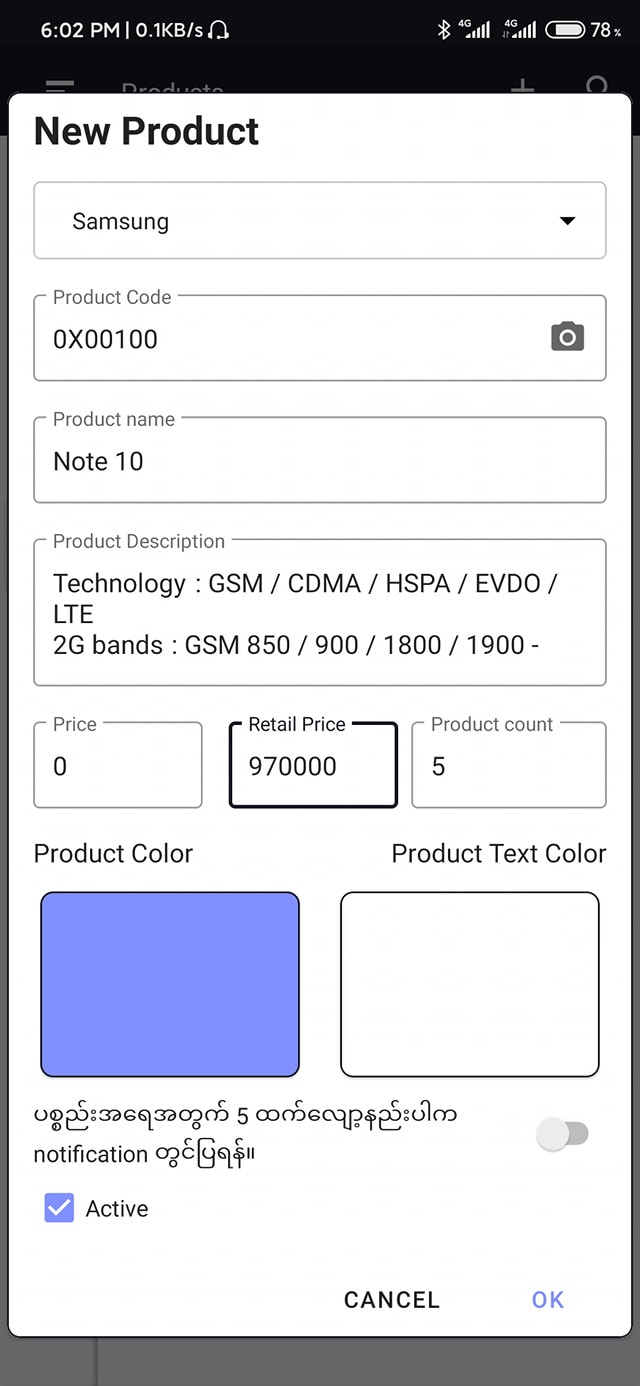 6:02 PM | 0.1KB/s
4G
4G
78%
Products
New Product
Samsung
Product Code
0X00100
Product name
Note 10
Product Description
Technology : GSM / CDMA / HSPA / EVDO /
LTE
2G bands : GSM 850 / 900 / 1800 / 1900 -
Price
0
Retail Price
970000
Product count
5
Product Color
Product Text Color
ပစ္စည်းအရေအတွက် 5 ထက်လျော့နည်းပါက
notification တွင်ပြရန်။
Active
CANCEL
OK